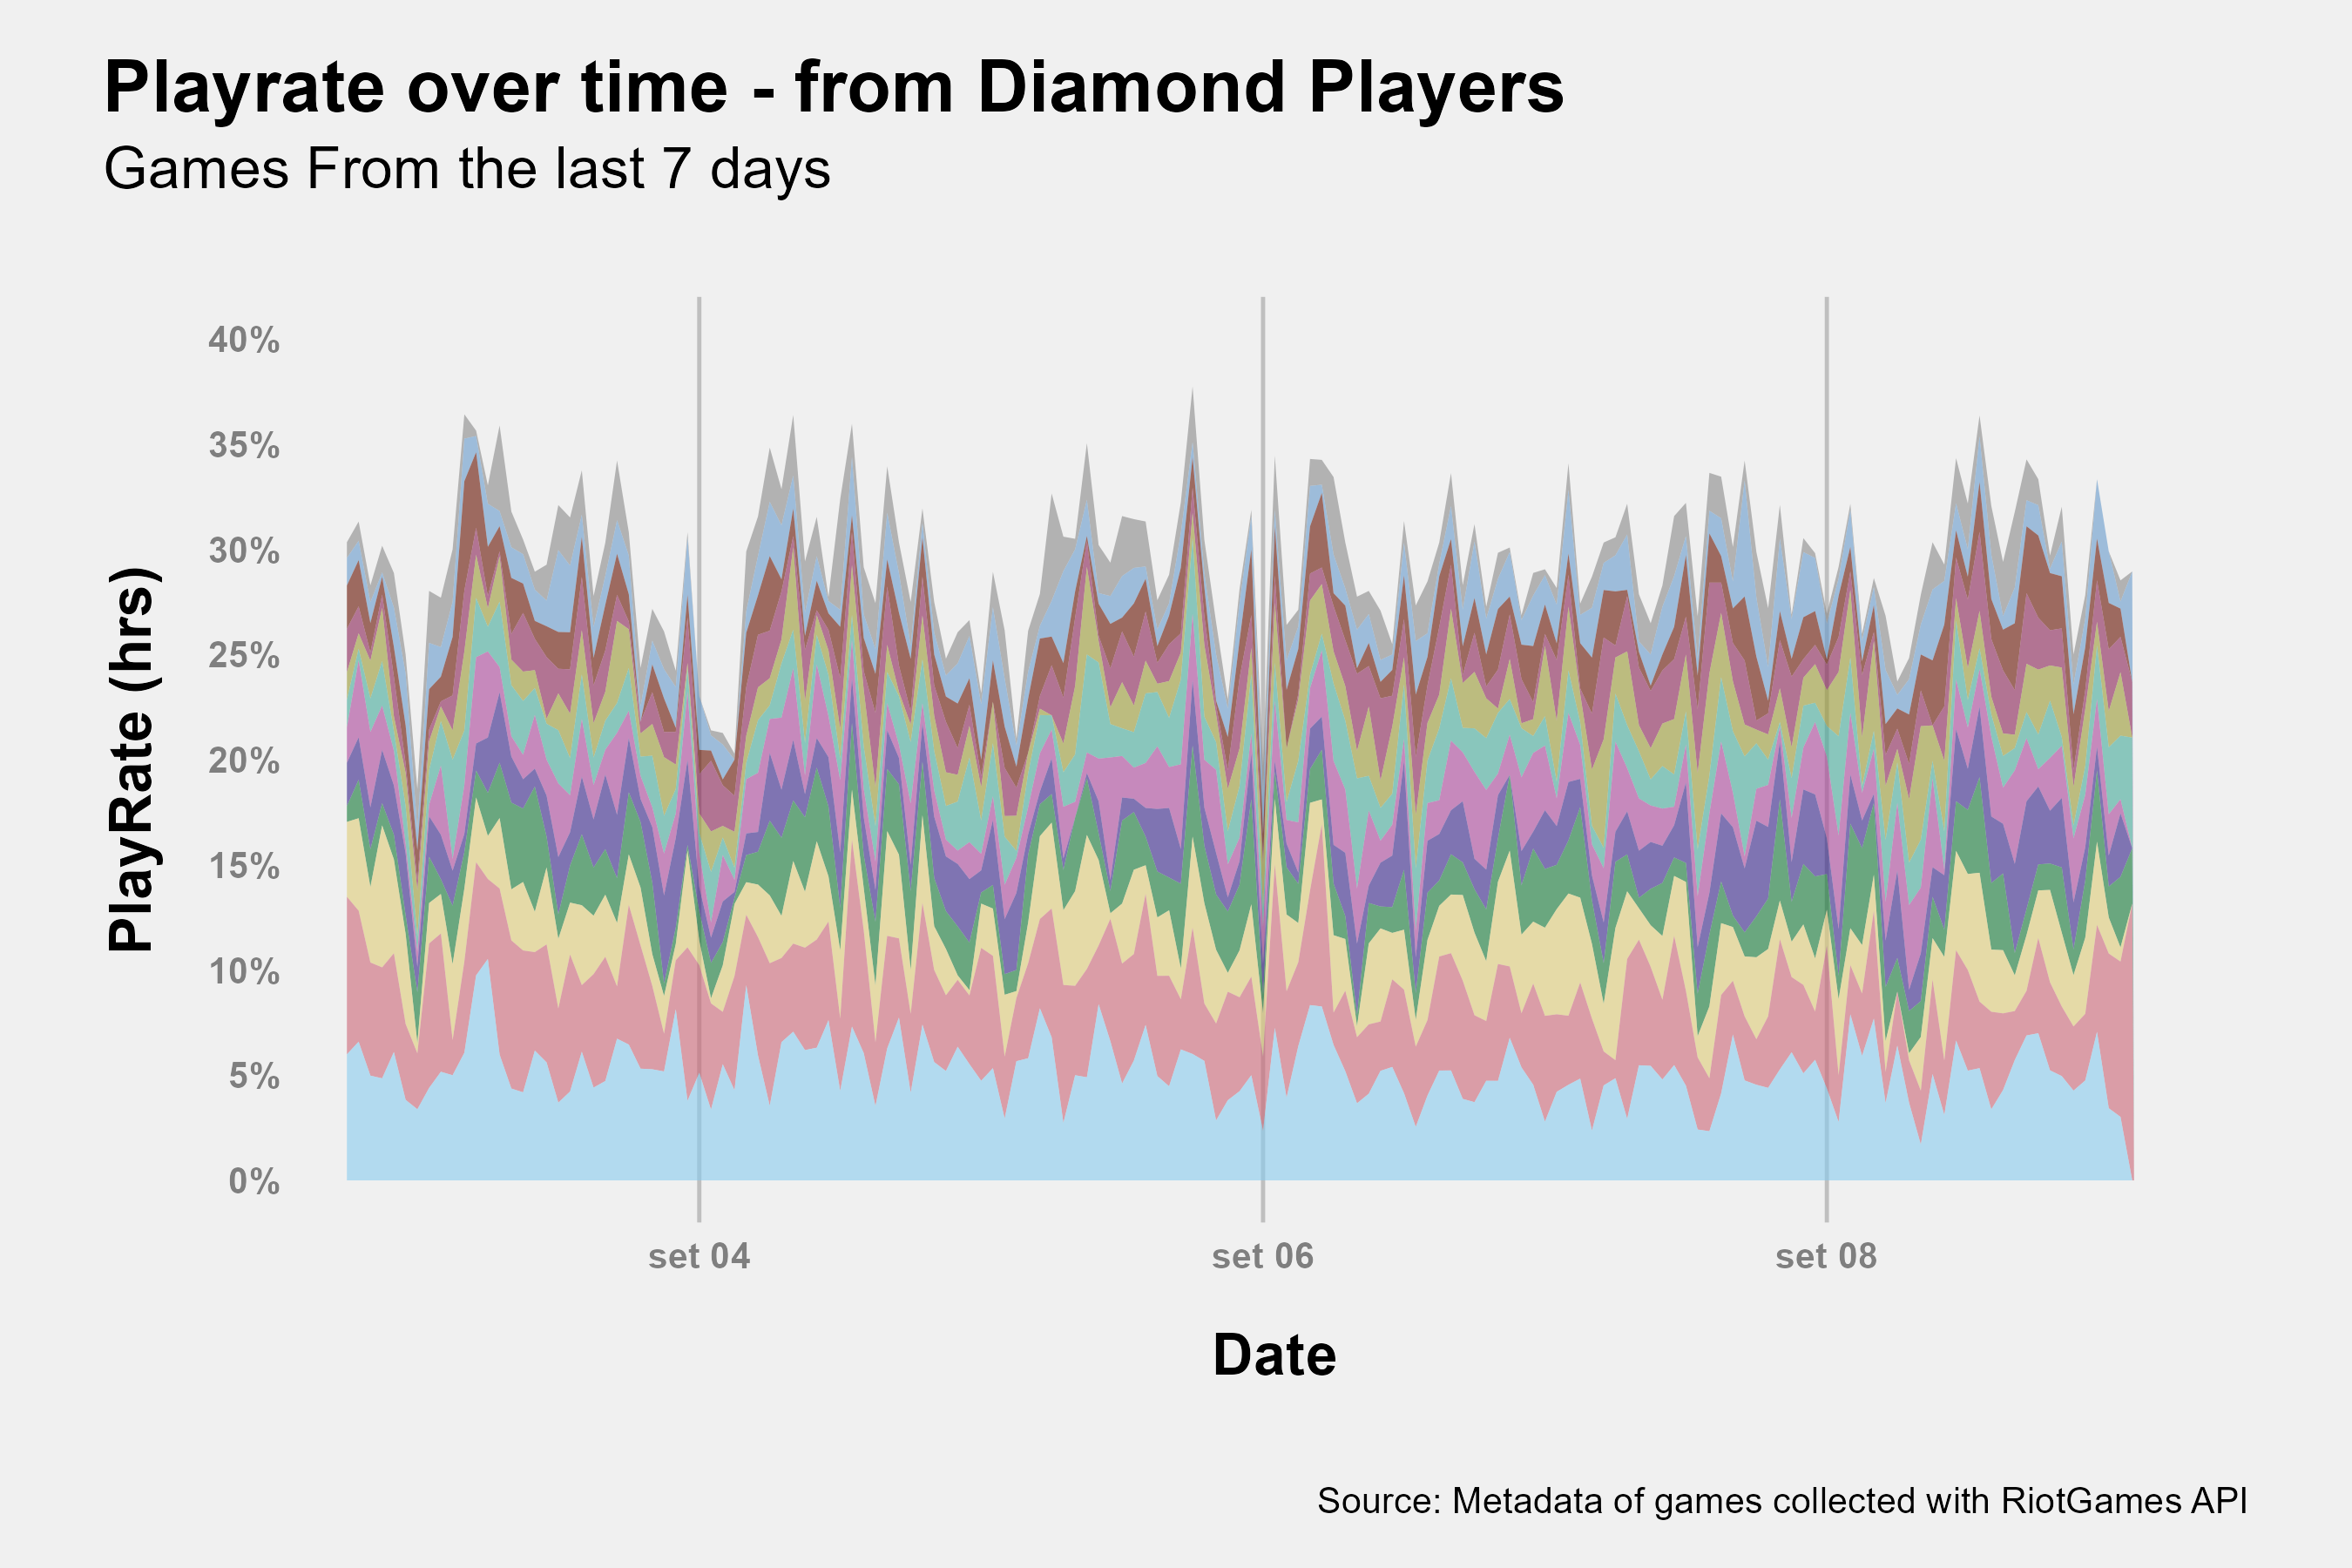 Playrate over time - from Diamond Players
Games From the last 7 days
PlayRate (hrs)
40%
35%
30%
25%
20%
15%
10%
5%
0%
set 04
set 06
set 08
Date
Source: Metadata of games collected with RiotGames API